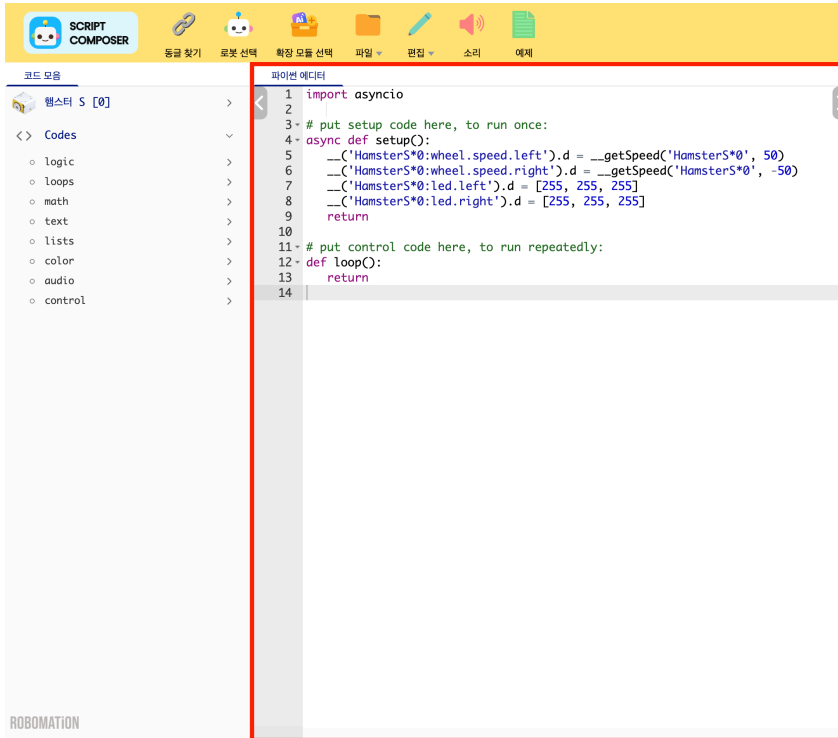 SCRIPT
COMPOSER
동글 찾기
로봇 선택
확장 모듈 선택
파일
편집
소리
예제
Ai
코드 모음
햄스터 S [0]
Codes
logic
loops
math
text
lists
color
audio
control
ROBOMATION
파이썬 에디터
1 import asyncio
2
3 # put setup code here, to run once:
4 async def setup():
5 __('HamsterS*0:wheel.speed.left').d = __getSpeed('HamsterS*0', 50)
6 __('HamsterS*0:wheel.speed.right').d = __getSpeed('HamsterS*0', -50)
7 __('HamsterS*0:led.left').d = [255, 255, 255]
8 __('HamsterS*0:led.right').d = [255, 255, 255]
9 return
10
11 # put control code here, to run repeatedly:
12 def loop():
13 return
14